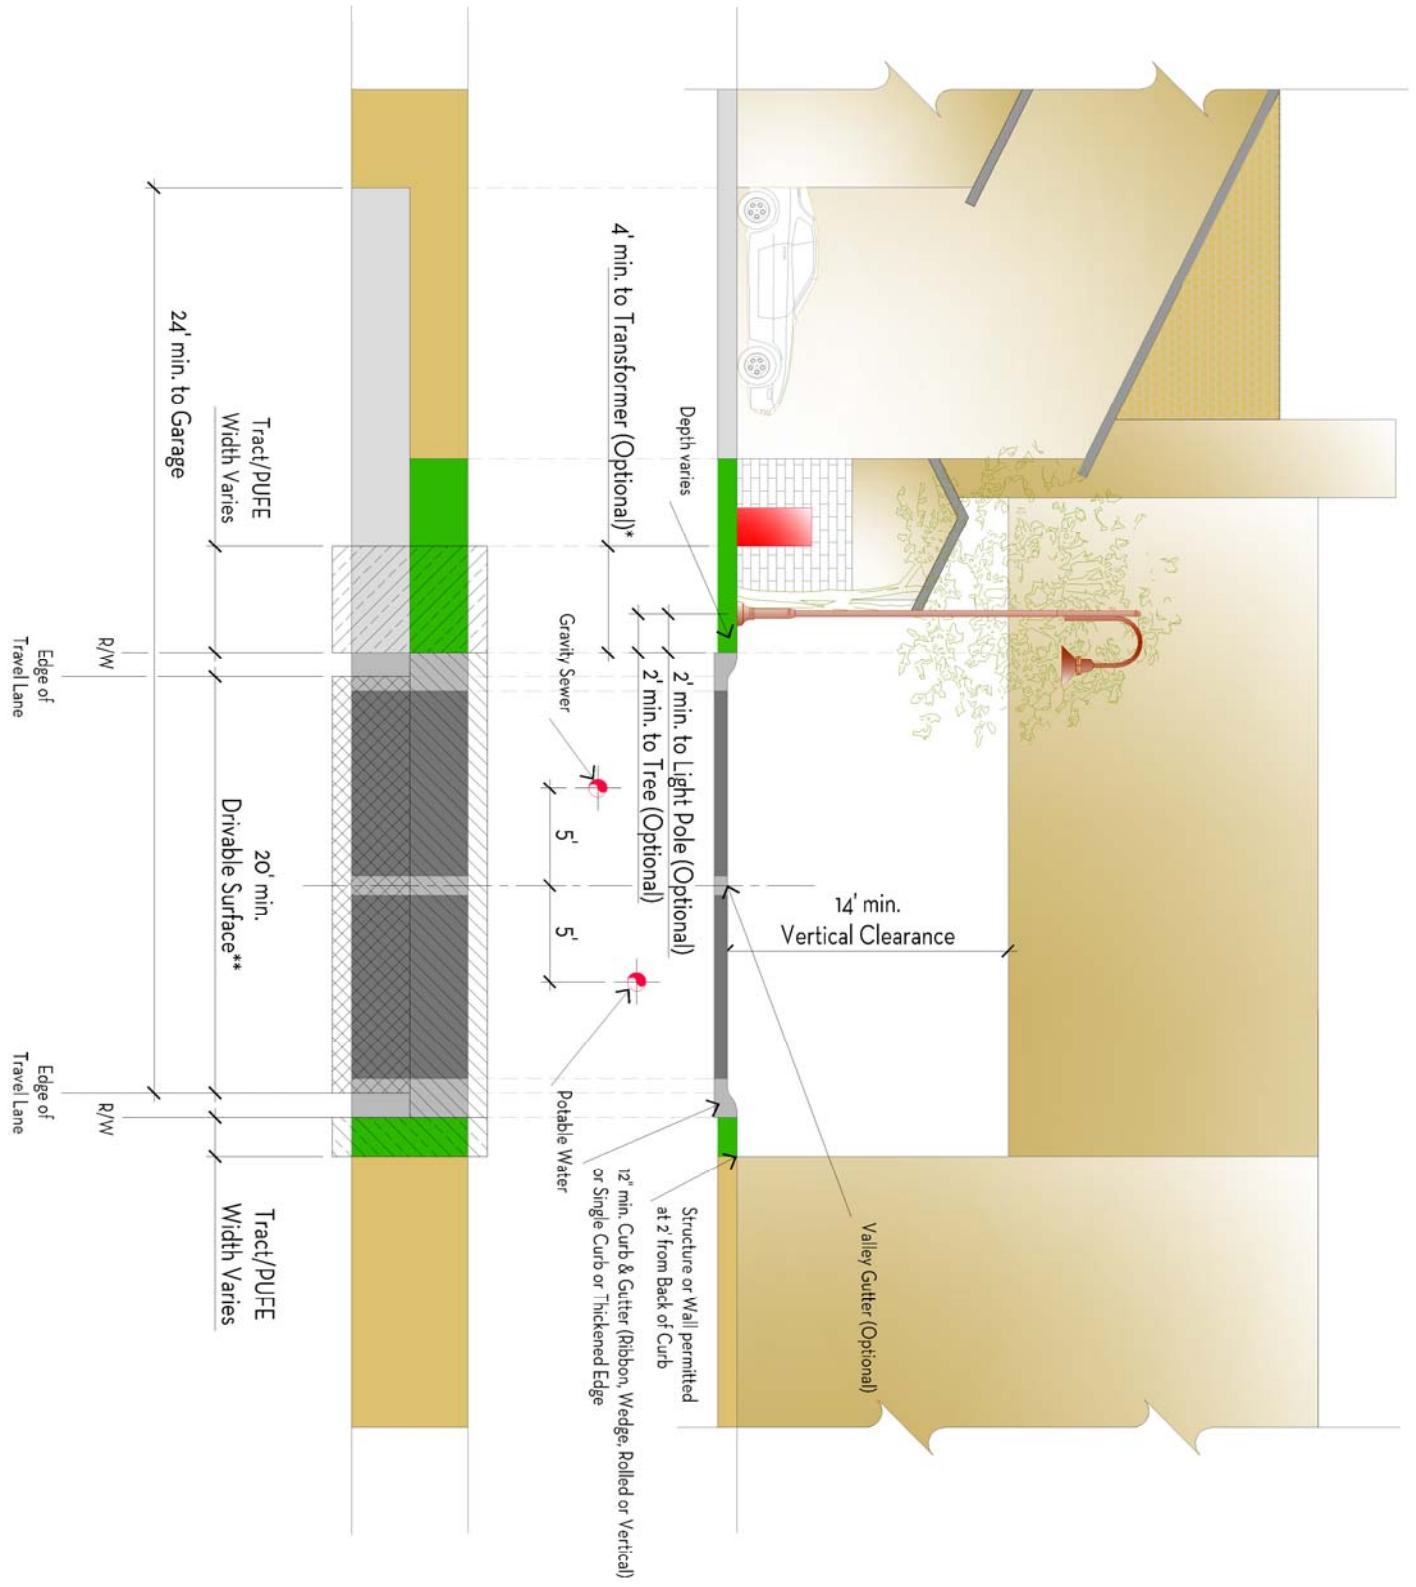 14' min.
Vertical Clearance
Valley Gutter (Optional)
Structure or Wall permitted
at 2' from Back of Curb
12" min. Curb & Gutter (Ribbon, Wedge, Rolled or Vertical)
or Single Curb or Thickened Edge
Depth varies
2' min. to Light Pole (Optional)
2' min. to Tree (Optional)
4' min. to Transformer (Optional)*
Gravity Sewer
5'
5'
Potable Water
Tract/PUFE
Width Varies
20' min.
Drivable Surface**
Tract/PUFE
Width Varies
24' min. to Garage
R/W
R/W
Edge of
Travel Lane
Edge of
Travel Lane